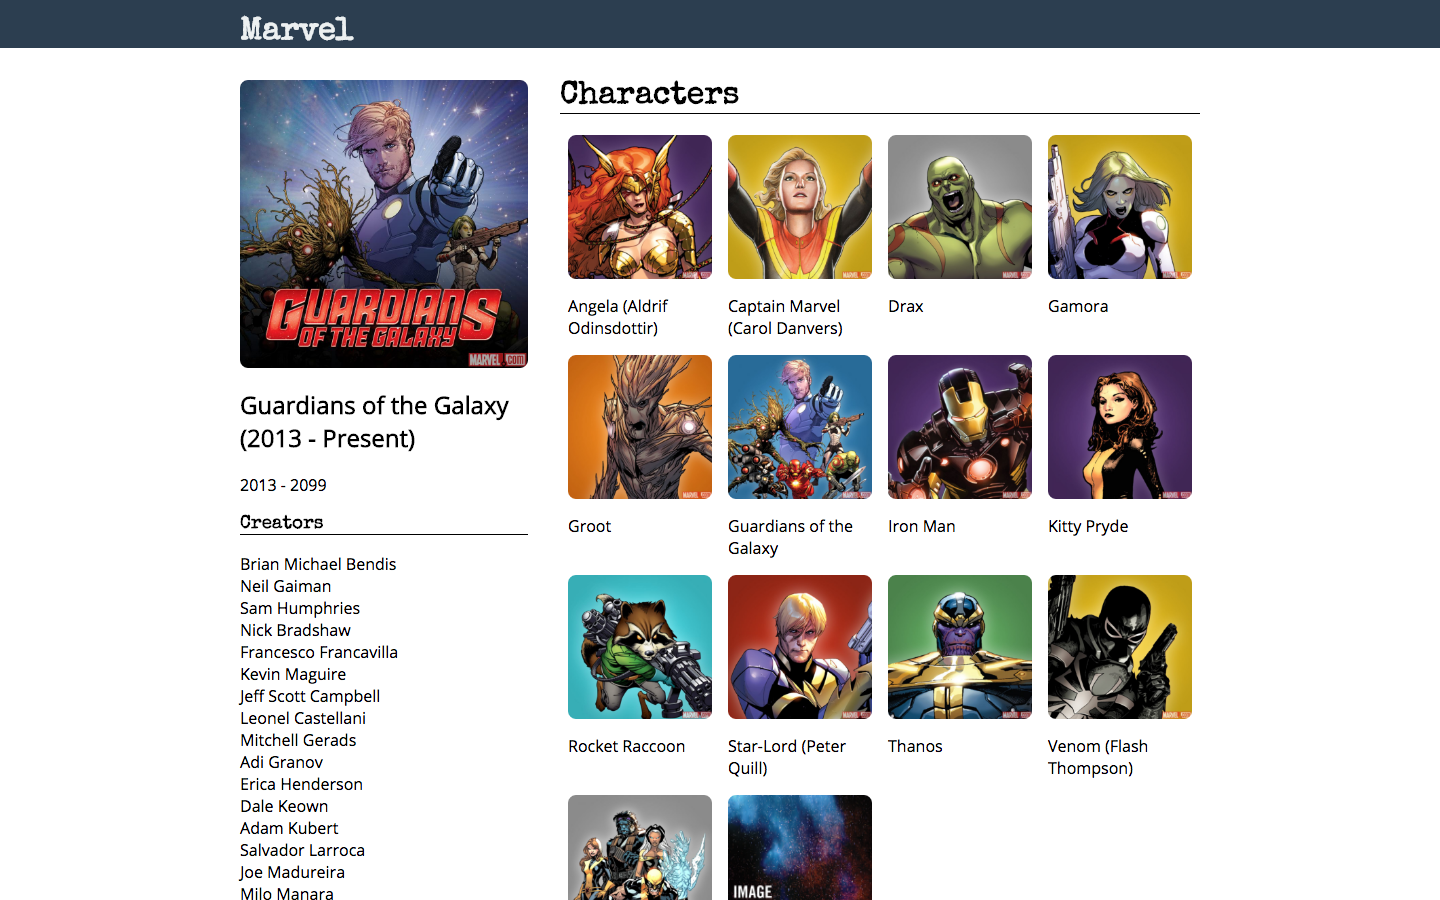 Marvel
GUARDIANS
OF THE GALAXY
MARVEL .com
Guardians of the Galaxy
(2013 - Present)
2013 - 2099
Creators
Brian Michael Bendis
Neil Gaiman
Sam Humphries
Nick Bradshaw
Francesco Francavilla
Kevin Maguire
Jeff Scott Campbell
Leonel Castellani
Mitchell Gerads
Adi Granov
Erica Henderson
Dale Keown
Adam Kubert
Salvador Larroca
Joe Madureira
Milo Manara
Characters
Angela (Aldrif
Odinsdottir)
Captain Marvel
(Carol Danvers)
Drax
Gamora
Groot
Guardians of the
Galaxy
Iron Man
Kitty Pryde
Rocket Raccoon
Star-Lord (Peter
Quill)
Thanos
Venom (Flash
Thompson)
IMAGE